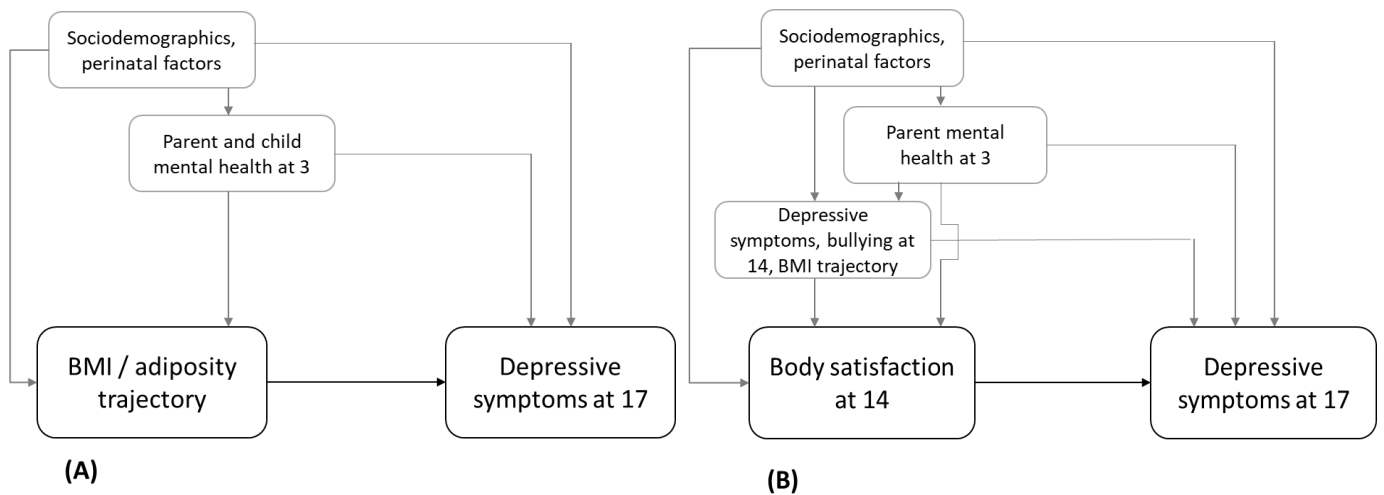 Sociodemographics,
perinatal factors
Parent and child
mental health at 3
BMI / adiposity
trajectory
Depressive
symptoms at 17
(A)
Sociodemographics,
perinatal factors
Parent mental
health at 3
Depressive
symptoms, bullying at
14, BMI trajectory
Body satisfaction
at 14
Depressive
symptoms at 17
(B)